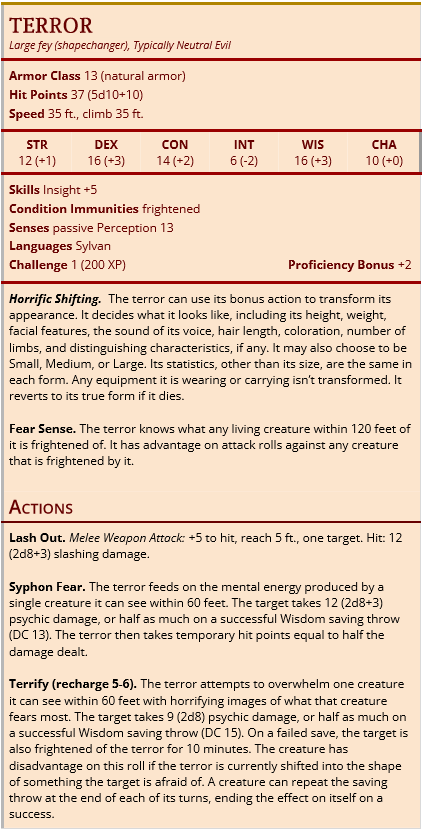 TERROR
Large fey (shapechanger), Typically Neutral Evil
Armor Class 13 (natural armor)
Hit Points 37 (5d10+10)
Speed 35 ft., climb 35 ft.
STR DEX CON INT WIS CHA
12 (+1) 16 (+3) 14 (+2) 6 (-2) 16 (+3) 10 (+0)
Skills Insight +5
Condition Immunities frightened
Senses passive Perception 13
Languages Sylvan
Challenge 1 (200 XP) Proficiency Bonus +2
Horrific Shifting. The terror can use its bonus action to transform its
appearance. It decides what it looks like, including its height, weight,
facial features, the sound of its voice, hair length, coloration, number of
limbs, and distinguishing characteristics, if any. It may also choose to be
Small, Medium, or Large. Its statistics, other than its size, are the same in
each form. Any equipment it is wearing or carrying isn't transformed. It
reverts to its true form if it dies.
Fear Sense. The terror knows what any living creature within 120 feet of
it is frightened of. It has advantage on attack rolls against any creature
that is frightened by it.
ACTIONS
Lash Out. Melee Weapon Attack: +5 to hit, reach 5 ft., one target. Hit: 12
(2d8+3) slashing damage.
Syphon Fear. The terror feeds on the mental energy produced by a
single creature it can see within 60 feet. The target takes 12 (2d8+3)
psychic damage, or half as much on a successful Wisdom saving throw
(DC 13). The terror then takes temporary hit points equal to half the
damage dealt.
Terrify (recharge 5-6). The terror attempts to overwhelm one creature
it can see within 60 feet with horrifying images of what that creature
fears most. The target takes 9 (2d8) psychic damage, or half as much on
a successful Wisdom saving throw (DC 15). On a failed save, the target is
also frightened of the terror for 10 minutes. The creature has
disadvantage on this roll if the terror is currently shifted into the shape
of something the target is afraid of. A creature can repeat the saving
throw at the end of each of its turns, ending the effect on itself on a
success.